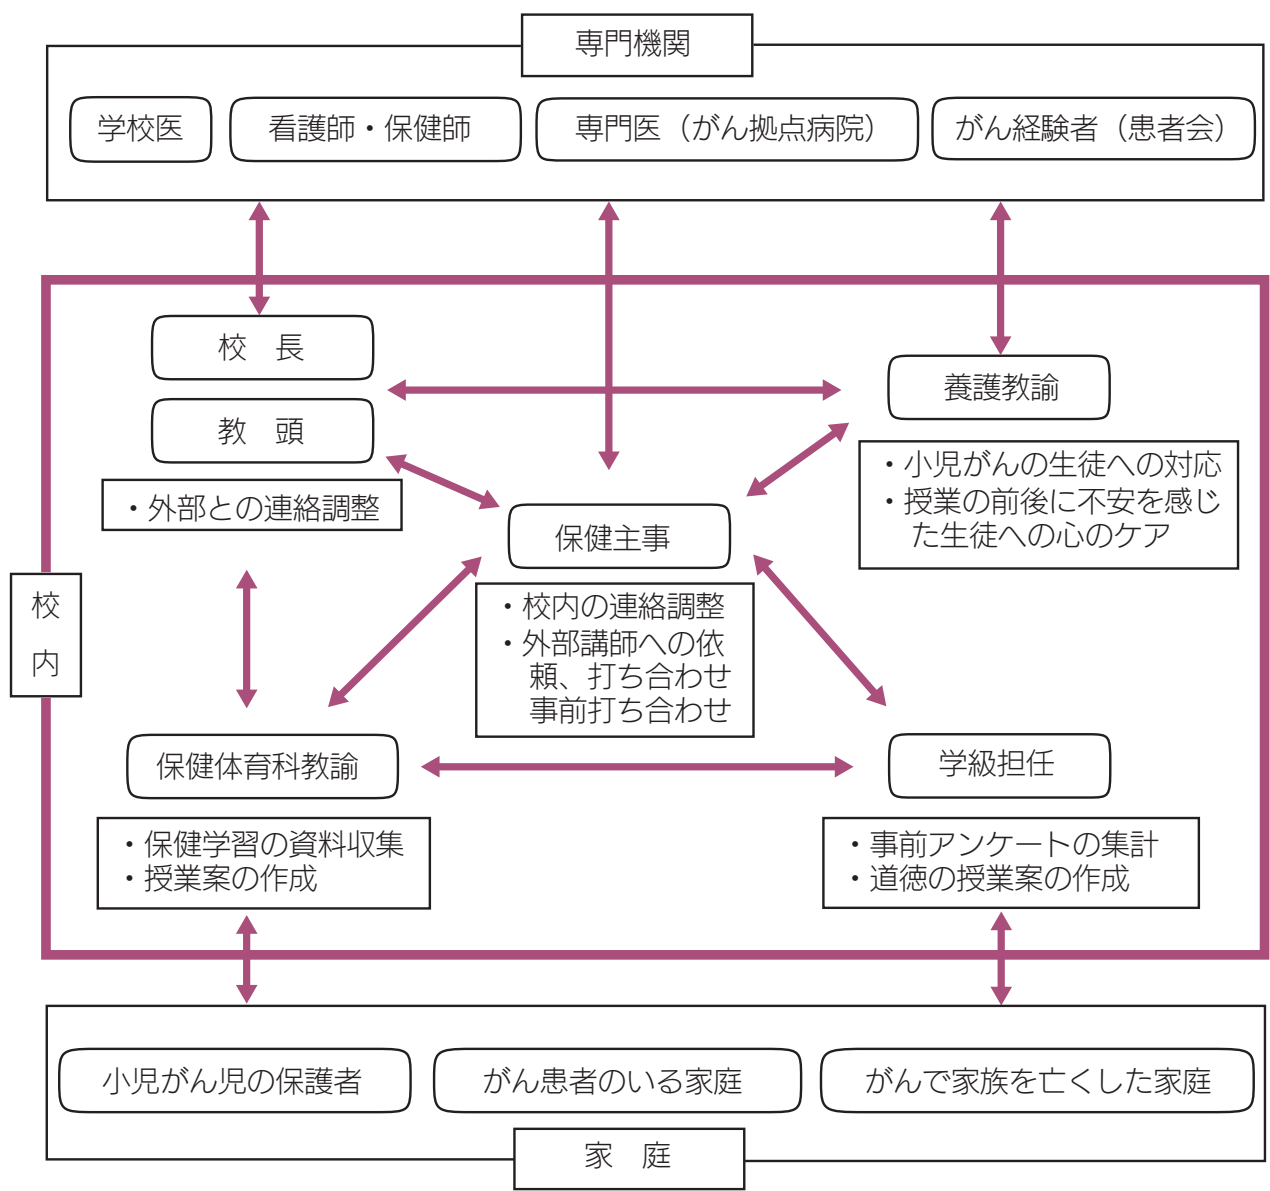 専門機関
学校医
看護師・保健師
専門医（がん拠点病院）
がん経験者（患者会）
校　長
教　頭
・外部との連絡調整
養護教諭
・小児がんの生徒への対応
・授業の前後に不安を感じ
た生徒への心のケア
保健主事
・校内の連絡調整
・外部講師への依
頼、打ち合わせ
事前打ち合わせ
校
内
保健体育科教諭
・保健学習の資料収集
・授業案の作成
学級担任
・事前アンケートの集計
・道徳の授業案の作成
小児がん児の保護者
がん患者のいる家庭
がんで家族を亡くした家庭
家　庭